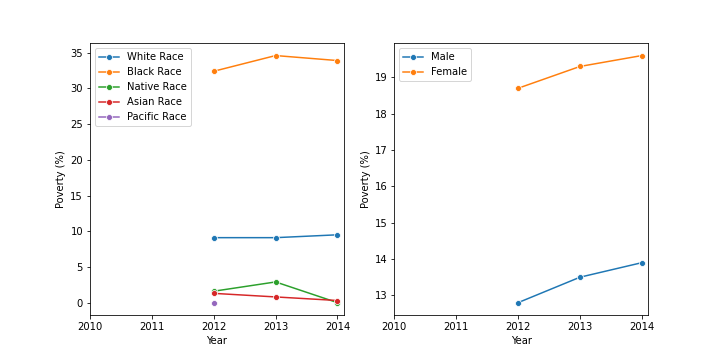 White Race
Black Race
Native Race
Asian Race
Pacific Race
35
30
25
20
15
10
5
0
Poverty (%)
2010 2011 2012 2013 2014
Year
Male
Female
19
18
17
16
15
14
13
Poverty (%)
2010 2011 2012 2013 2014
Year